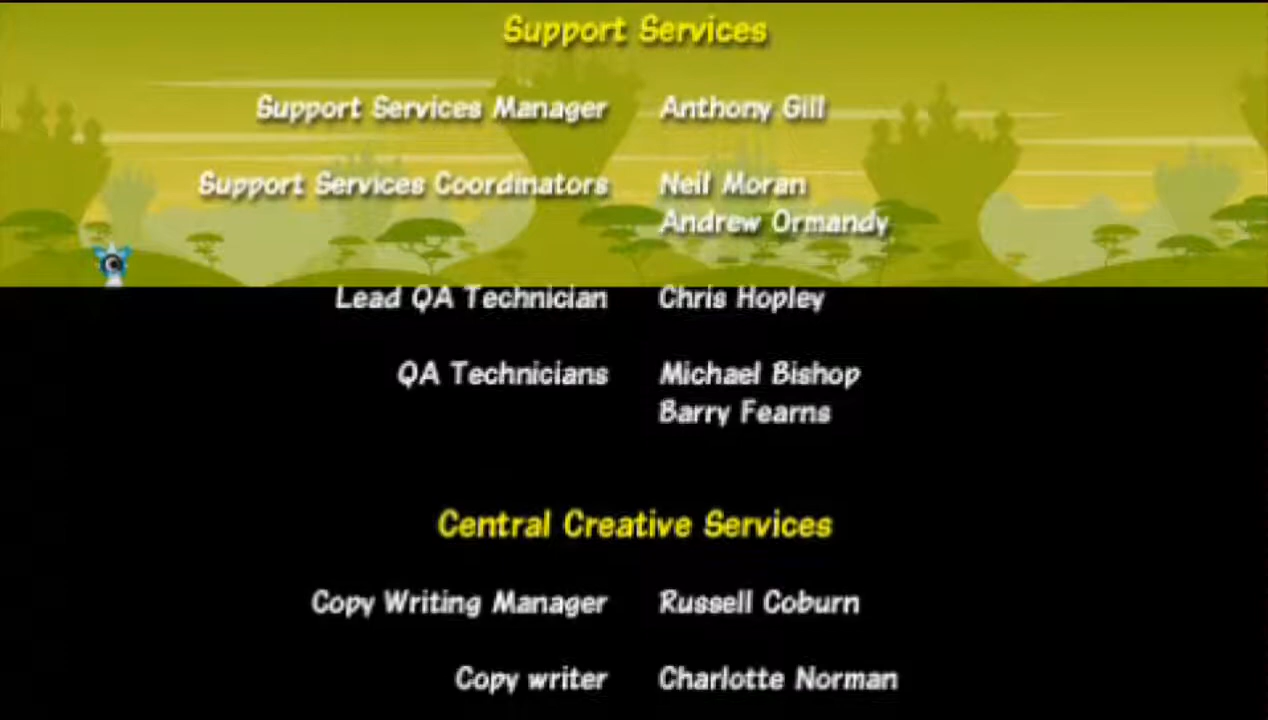 Support Services
Support Services Manager Anthony Gill
Support Services Coordinators Neil Moran
Andrew Ormandy
Lead QA Technician Chris Hopley
QA Technicians Michael Bishop
Barry Fearns
Central Creative Services
Copy Writing Manager Russell Coburn
Copy writer Charlotte Norman